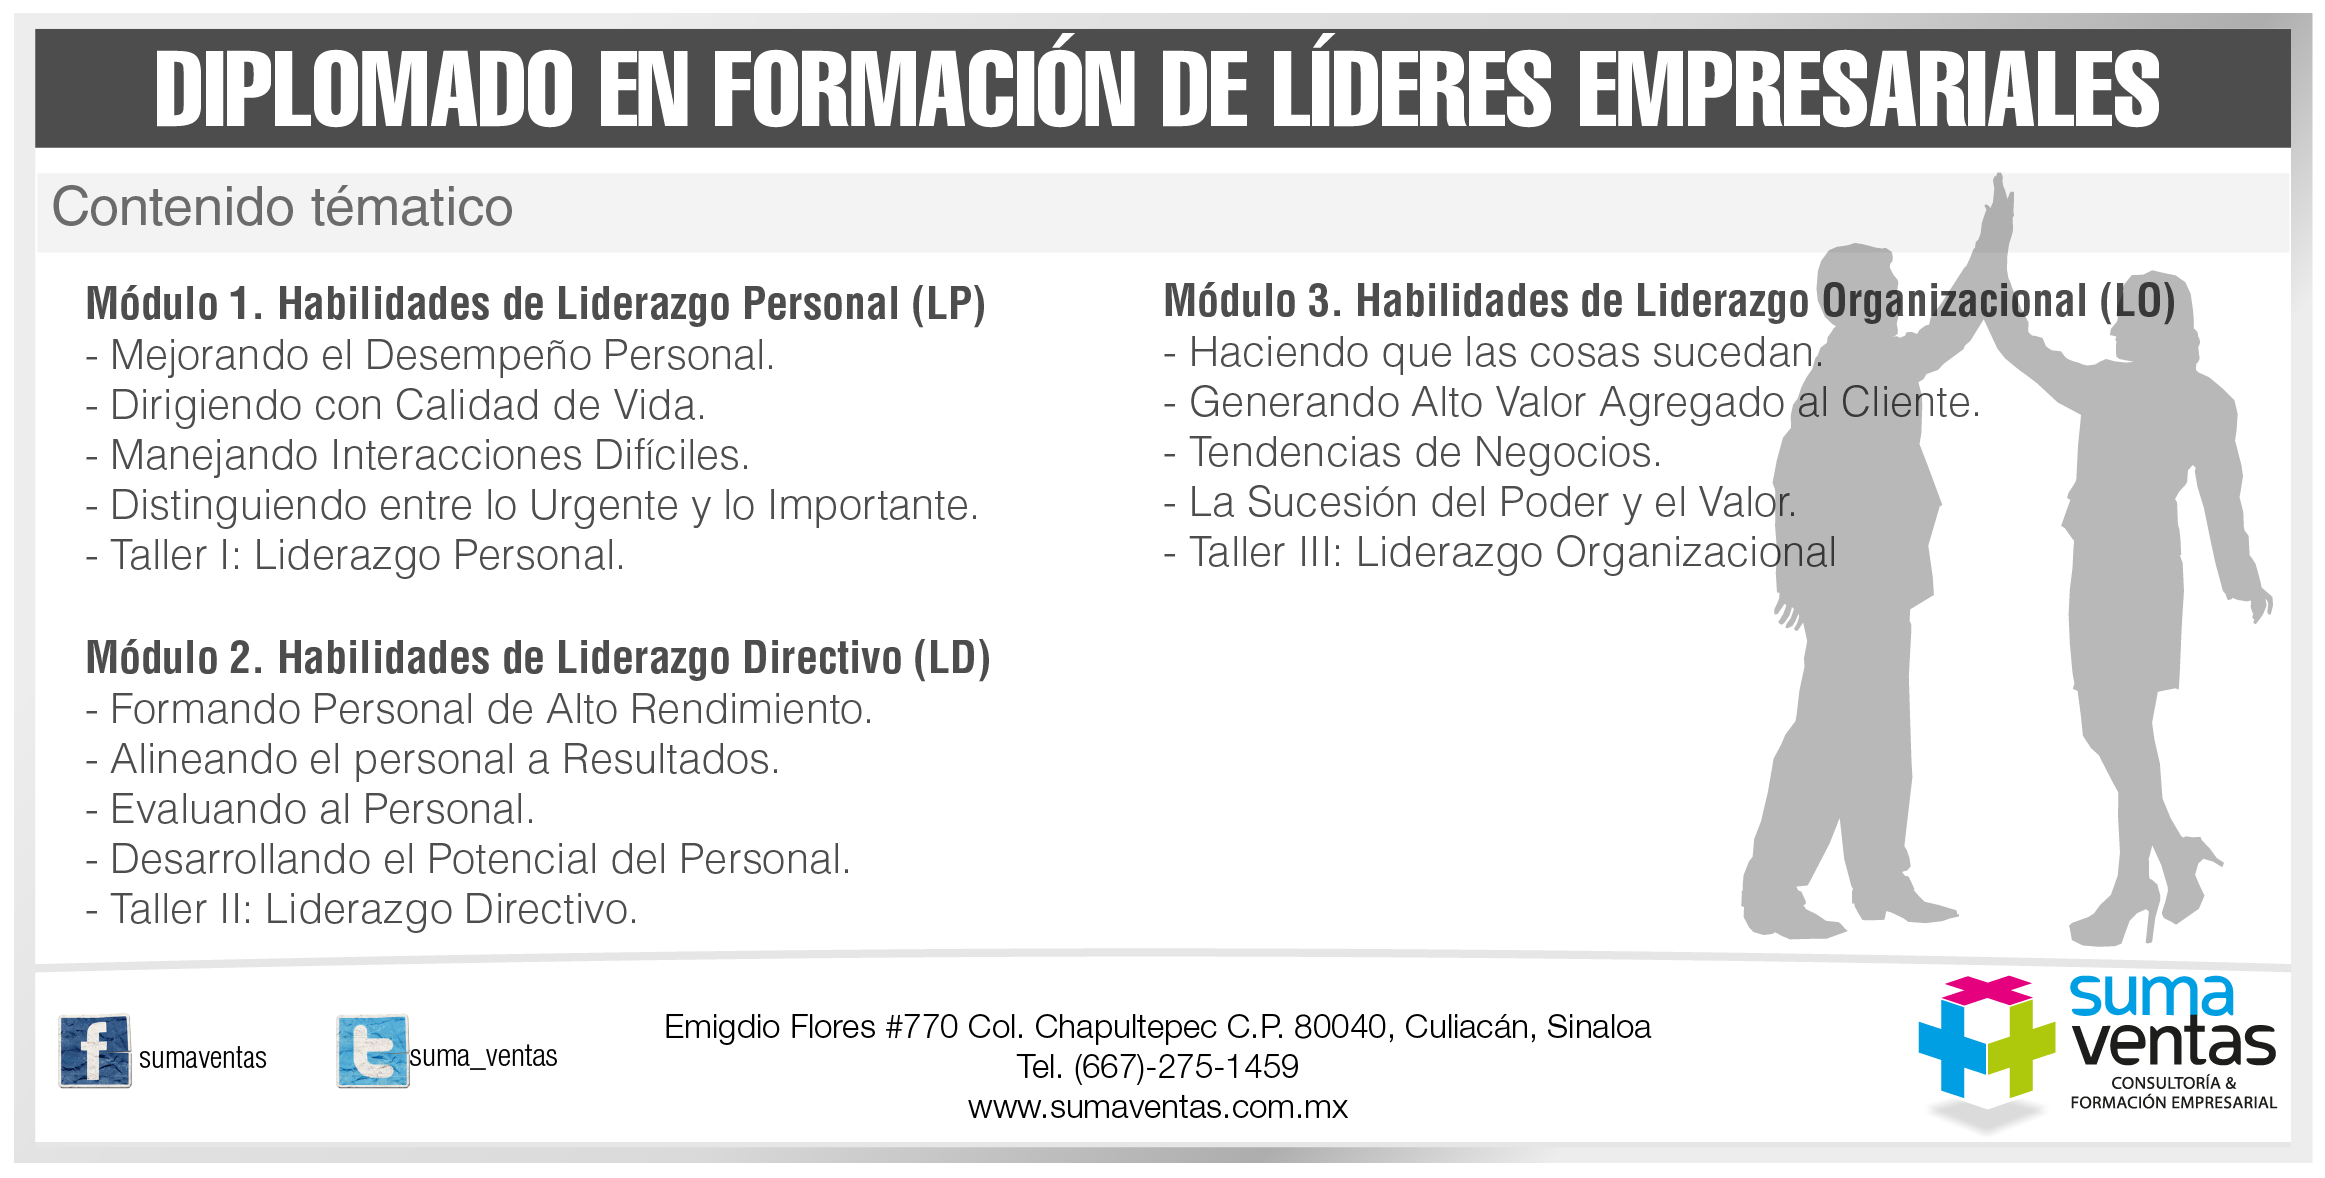 DIPLOMADO EN FORMACIÓN DE LÍDERES EMPRESARIALES
Contenido tématico
Módulo 1. Habilidades de Liderazgo Personal (LP)
- Mejorando el Desempeño Personal.
- Dirigiendo con Calidad de Vida.
- Manejando Interacciones Difíciles.
- Distinguiendo entre lo Urgente y lo Importante.
- Taller I: Liderazgo Personal.
Módulo 2. Habilidades de Liderazgo Directivo (LD)
- Formando Personal de Alto Rendimiento.
- Alineando el personal a Resultados.
- Evaluando al Personal.
- Desarrollando el Potencial del Personal.
- Taller II: Liderazgo Directivo.
Módulo 3. Habilidades de Liderazgo Organizacional (LO)
- Haciendo que las cosas sucedan.
- Generando Alto Valor Agregado al Cliente.
- Tendencias de Negocios.
- La Sucesión del Poder y el Valor.
- Taller III: Liderazgo Organizacional
f sumaventas
t suma_ventas
Emigdio Flores #770 Col. Chapultepec C.P. 80040, Culiacán, Sinaloa
Tel. (667)-275-1459
www.sumaventas.com.mx
suma
ventas
CONSULTORÍA &
FORMACIÓN EMPRESARIAL